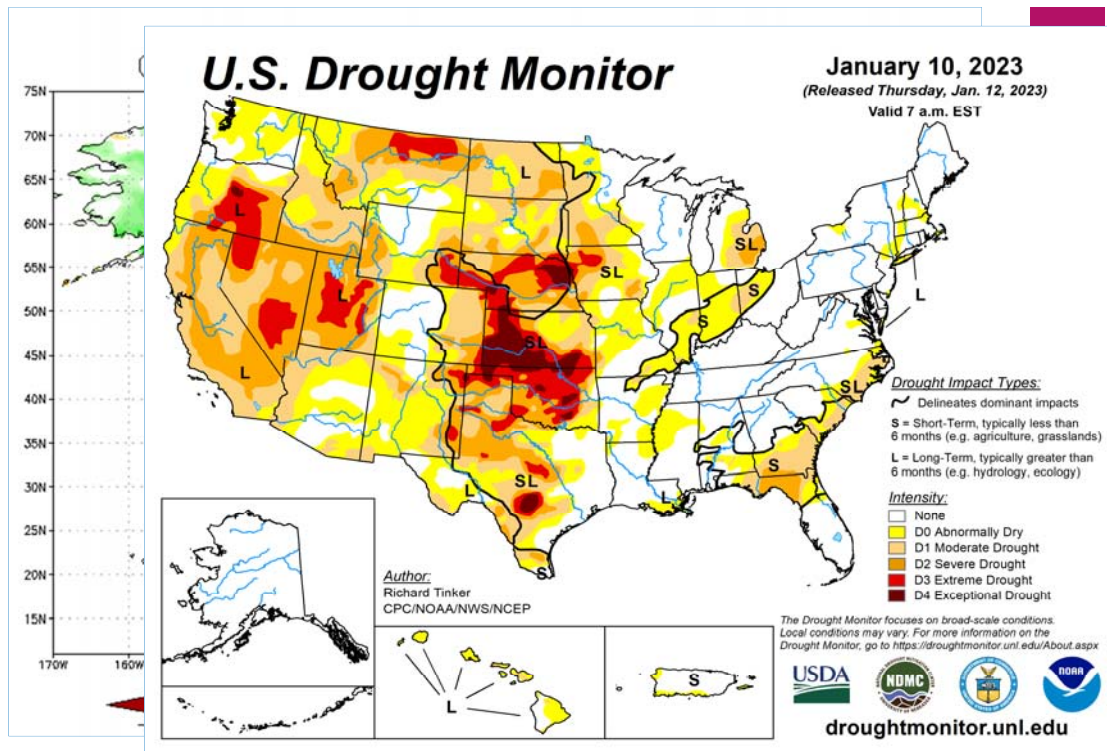 U.S. Drought Monitor
January 10, 2023
(Released Thursday, Jan. 12, 2023)
Valid 7 a.m. EST
75N
70N
65N
60N
55N
50N
45N
40N
35N
30N
25N
20N
15N
170W
160W
L
L
SL
SL
L
S
S
L
SL
L
SL
S
SL
L
L
S
Drought Impact Types:
Delineates dominant impacts
S = Short-Term, typically less than
6 months (e.g. agriculture, grasslands)
L = Long-Term, typically greater than
6 months (e.g. hydrology, ecology)
Intensity:
None
D0 Abnormally Dry
D1 Moderate Drought
D2 Severe Drought
D3 Extreme Drought
D4 Exceptional Drought
Author:
Richard Tinker
CPC/NOAA/NWS/NCEP
L
S
The Drought Monitor focuses on broad-scale conditions.
Local conditions may vary. For more information on the
Drought Monitor, go to https://droughtmonitor.unl.edu/About.aspx
USDA
NDMC
NOAA
droughtmonitor.unl.edu